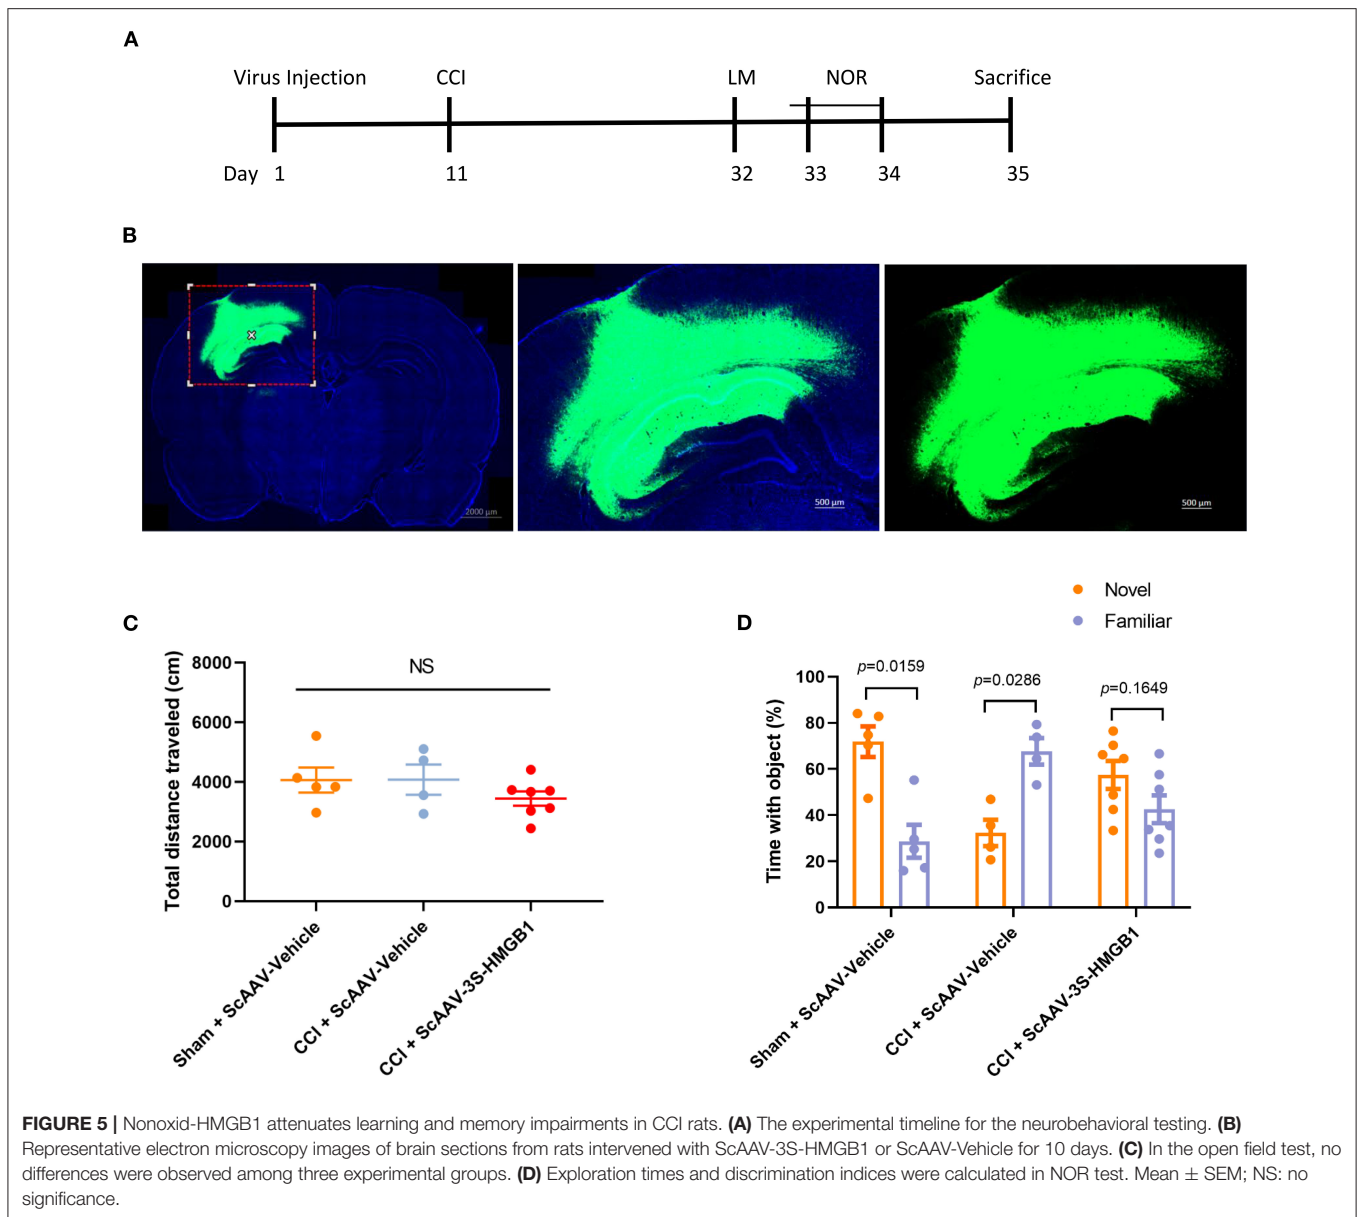 A
Virus Injection CCI LM NOR Sacrifice
Day 1 11 32 33 34 35
B
2000 µm
500 µm
500 µm
Novel
Familiar
C
Total distance traveled (cm)
8000
6000
4000
2000
0
NS
Sham + ScAAV-Vehicle
CCI + ScAAV-Vehicle
CCI + ScAAV-3S-HMGB1
D
Time with object (%)
100
80
60
40
20
0
p=0.0159
p=0.0286
p=0.1649
Sham + ScAAV-Vehicle
CCI + ScAAV-Vehicle
CCI + ScAAV-3S-HMGB1
FIGURE 5 | Nonoxid-HMGB1 attenuates learning and memory impairments in CCI rats. (A) The experimental timeline for the neurobehavioral testing. (B)
Representative electron microscopy images of brain sections from rats intervened with ScAAV-3S-HMGB1 or ScAAV-Vehicle for 10 days. (C) In the open field test, no
differences were observed among three experimental groups. (D) Exploration times and discrimination indices were calculated in NOR test. Mean ± SEM; NS: no
significance.